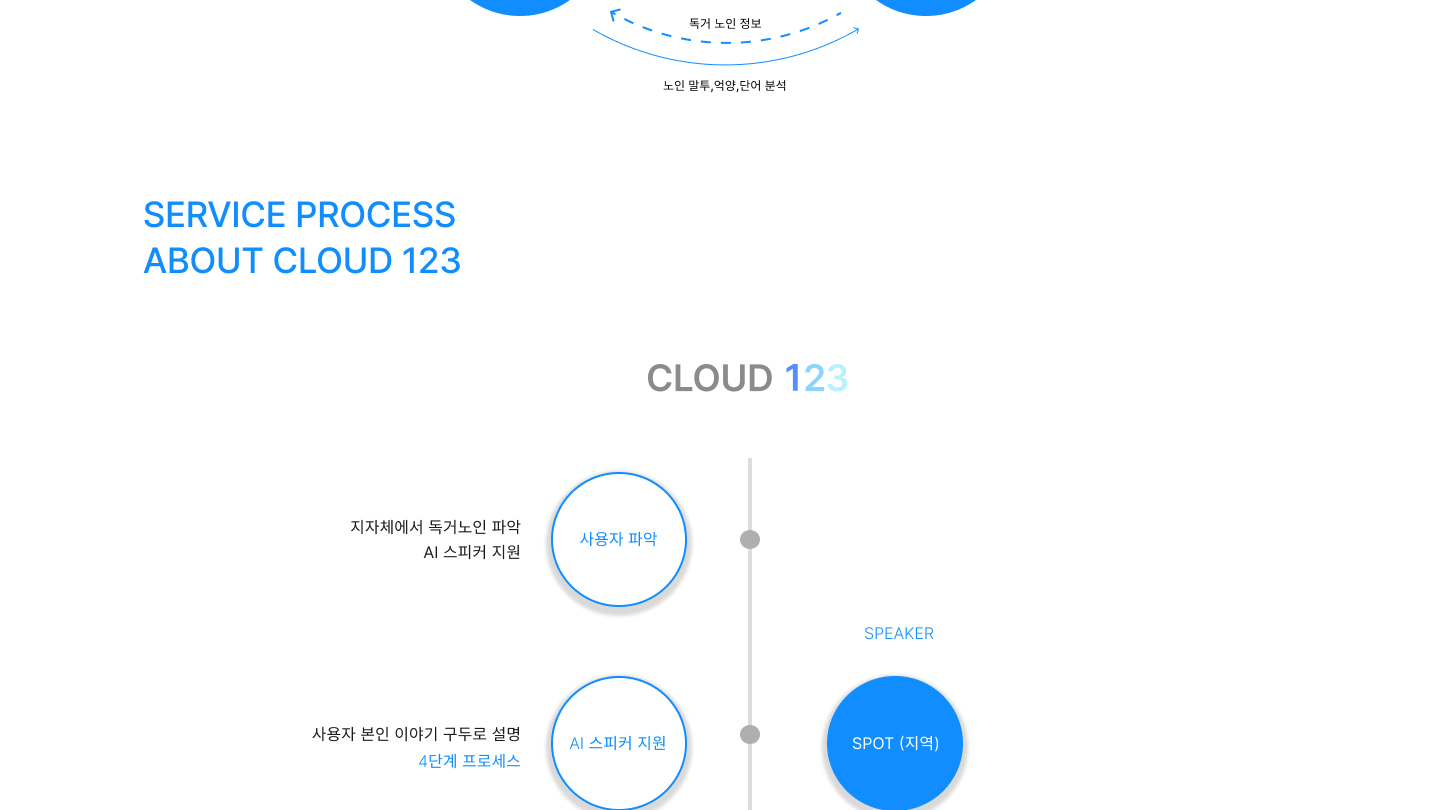 독거 노인 정보
노인 말투,억양,단어 분석
SERVICE PROCESS
ABOUT CLOUD 123
CLOUD 123
지자체에서 독거노인 파악
AI 스피커 지원
사용자 파악
SPEAKER
사용자 본인 이야기 구두로 설명
4단계 프로세스
AI 스피커 지원
SPOT (지역)